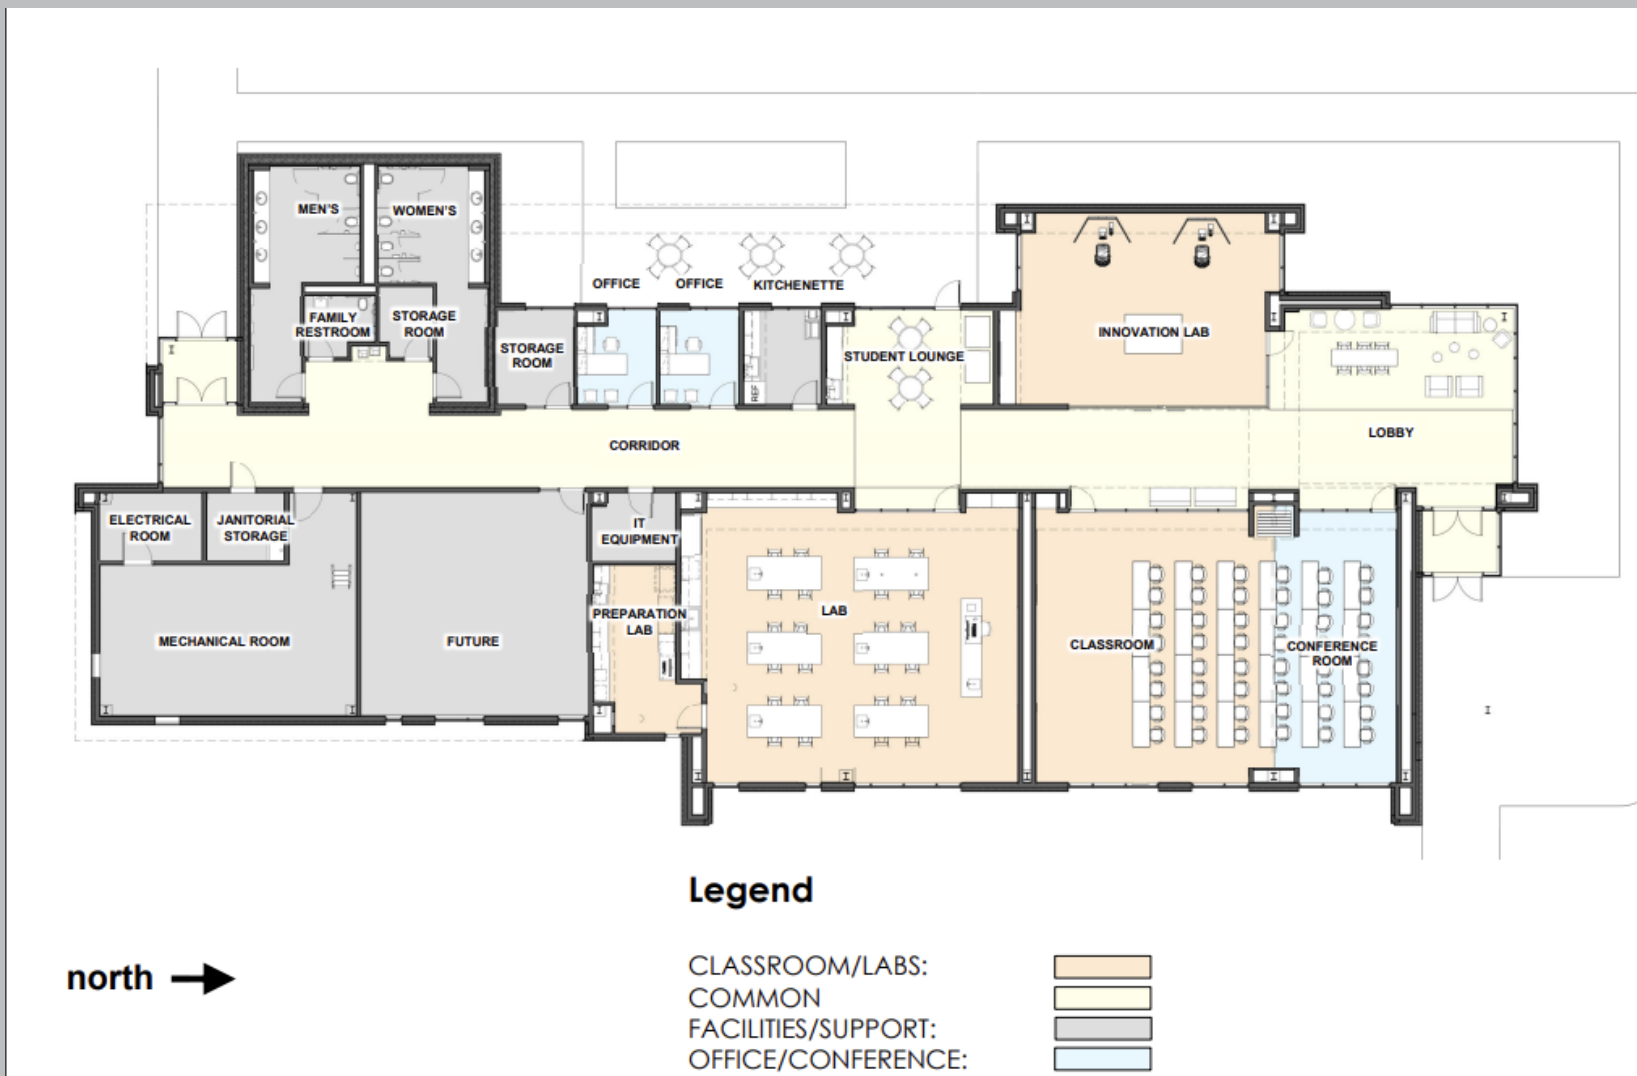 MEN'S
WOMEN'S
OFFICE
OFFICE
KITCHENETTE
FAMILY
RESTROOM
STORAGE
ROOM
STORAGE
ROOM
REF
STUDENT LOUNGE
INNOVATION LAB
CORRIDOR
LOBBY
ELECTRICAL
ROOM
JANITORIAL
STORAGE
IT
EQUIPMENT
PREPARATION
LAB
LAB
MECHANICAL ROOM
FUTURE
CLASSROOM
CONFERENCE
ROOM
Legend
north
CLASSROOM/LABS:
COMMON
FACILITIES/SUPPORT:
OFFICE/CONFERENCE: